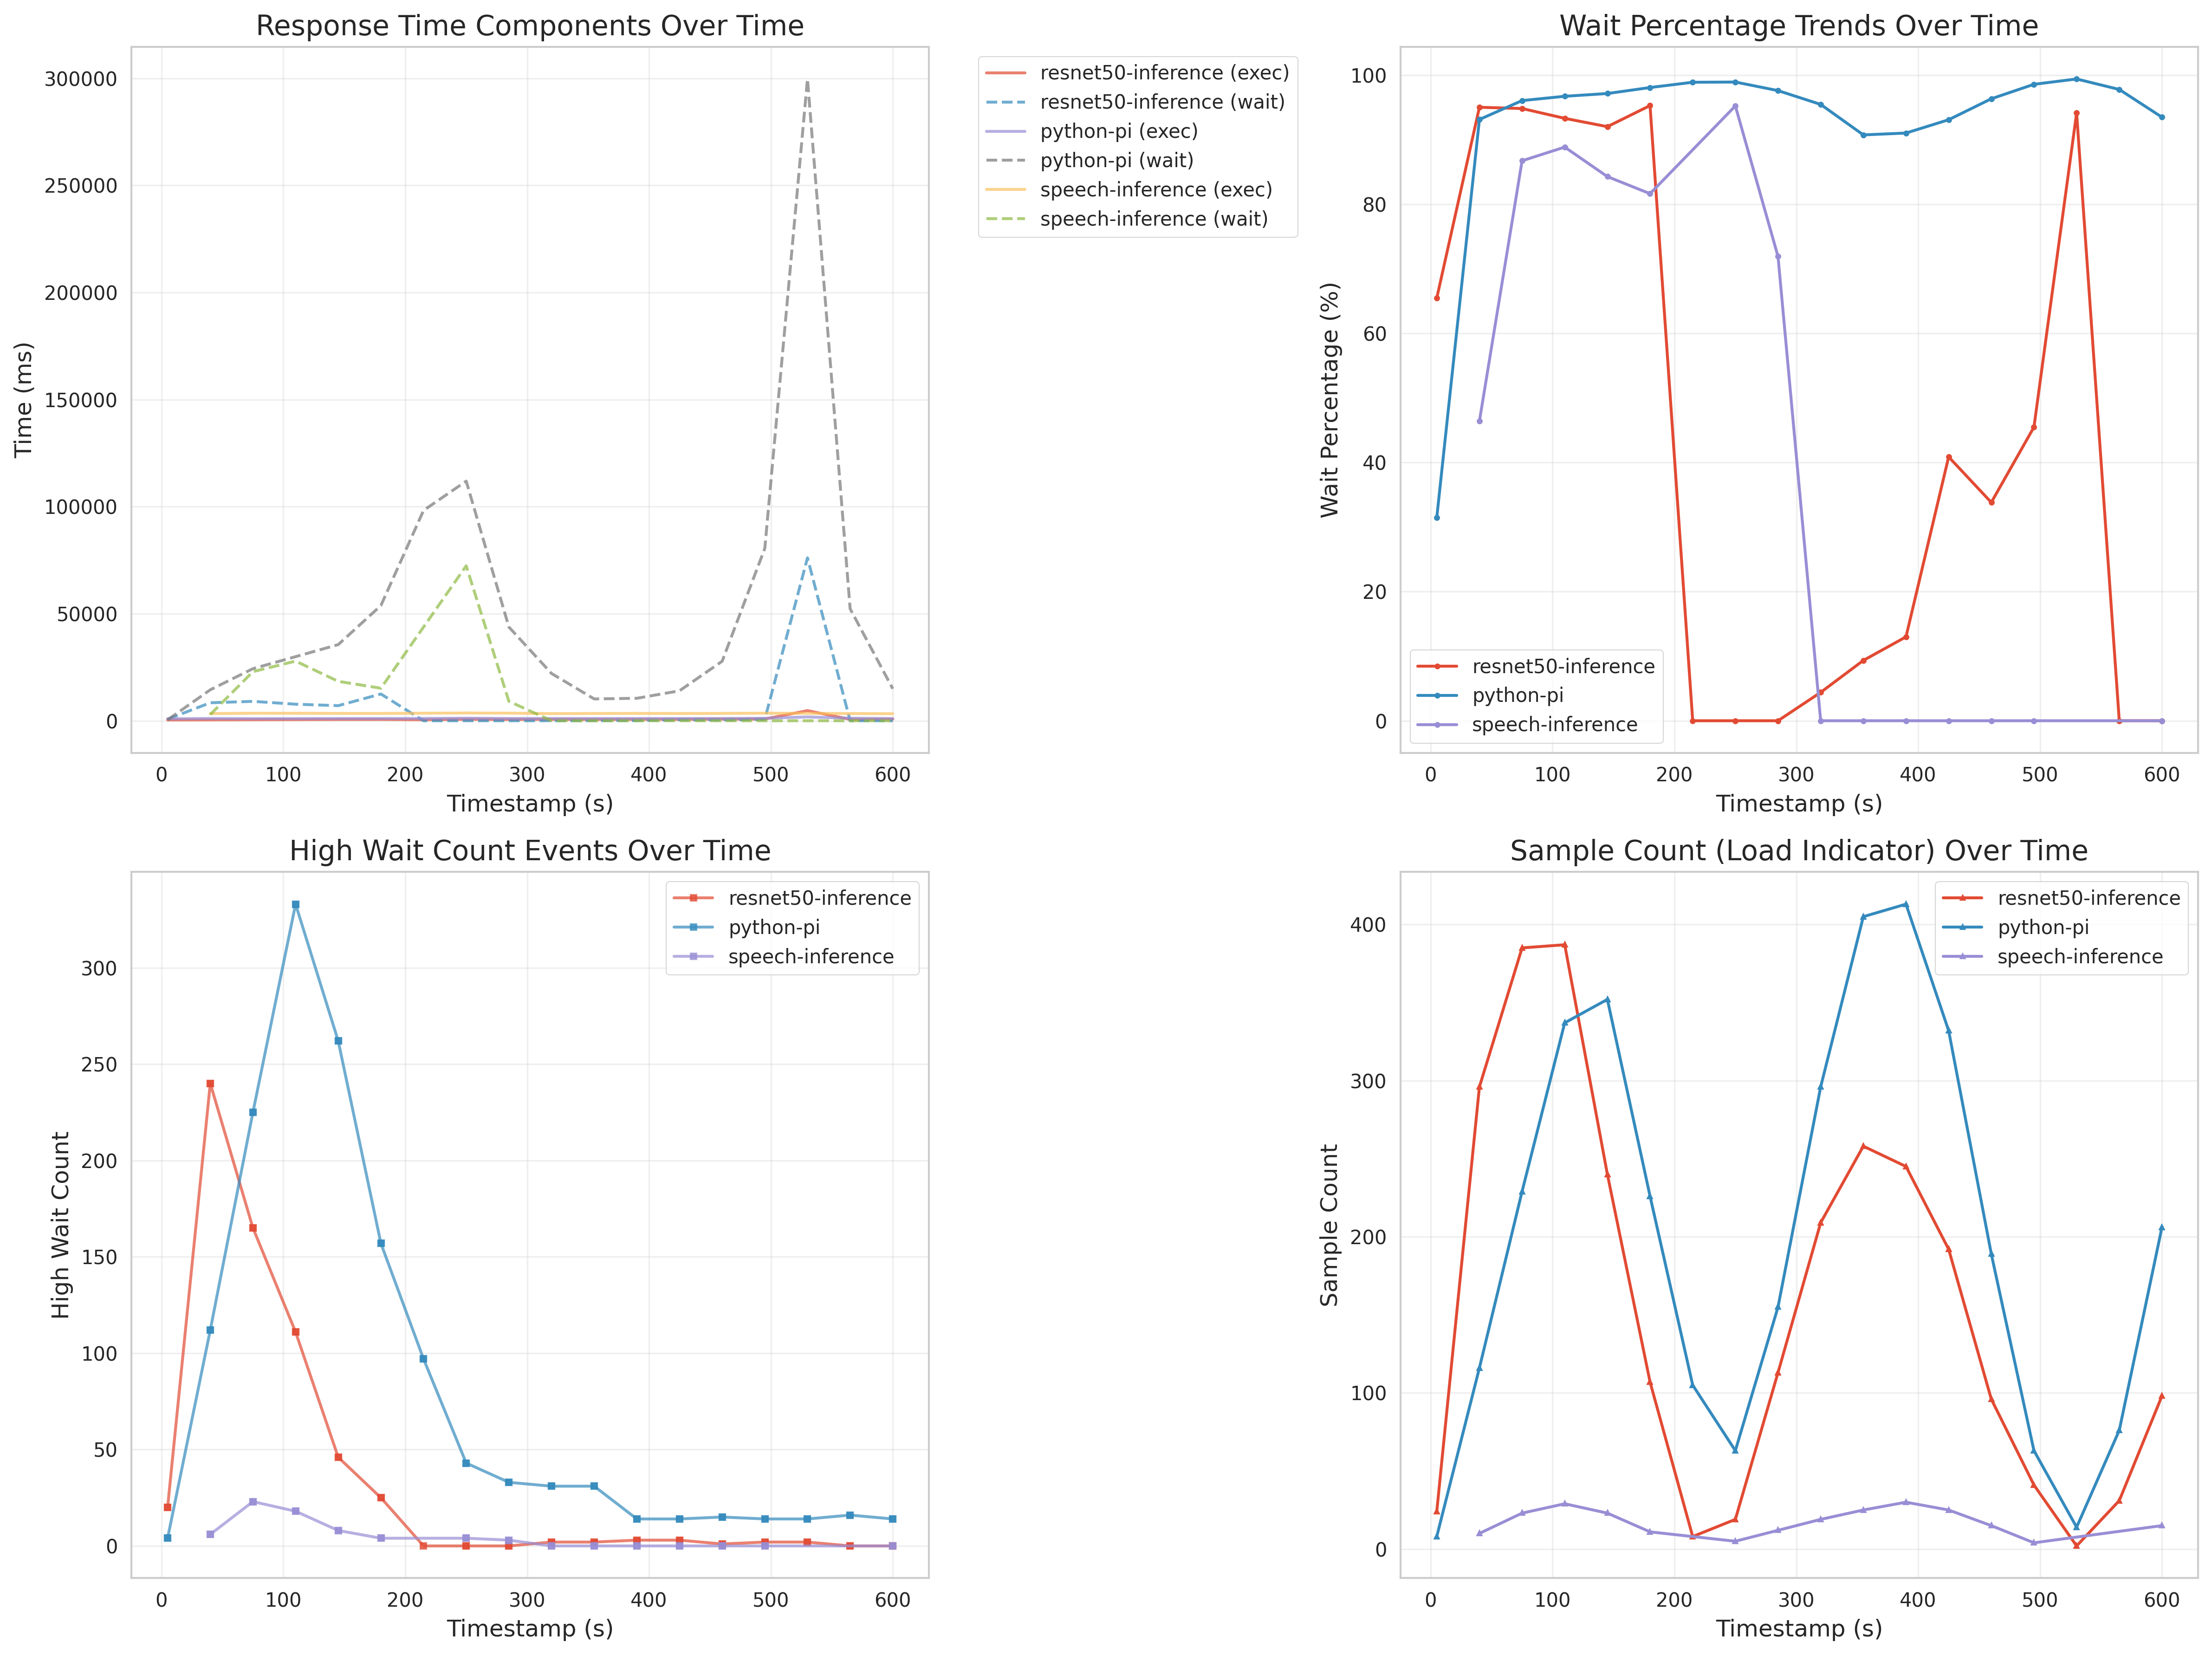 Response Time Components Over Time
300000
250000
200000
150000
100000
50000
0
Time (ms)
0 100 200 300 400 500 600
Timestamp (s)
resnet50-inference (exec)
resnet50-inference (wait)
python-pi (exec)
python-pi (wait)
speech-inference (exec)
speech-inference (wait)
Wait Percentage Trends Over Time
100
80
60
40
20
0
Wait Percentage (%)
resnet50-inference
python-pi
speech-inference
0 100 200 300 400 500 600
Timestamp (s)
High Wait Count Events Over Time
300
250
200
150
100
50
0
High Wait Count
resnet50-inference
python-pi
speech-inference
0 100 200 300 400 500 600
Timestamp (s)
Sample Count (Load Indicator) Over Time
400
300
200
100
0
Sample Count
resnet50-inference
python-pi
speech-inference
0 100 200 300 400 500 600
Timestamp (s)